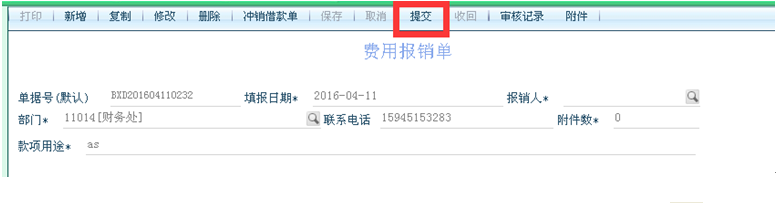 打印 新增 复制 修改 删除 冲销借款单 保存 取消 提交 收回 审核记录 附件
费用报销单
单据号(默认) BXD201604110232 填报日期* 2016-04-11 报销人*
部门* 11014[财务处] 联系电话 15945153283 附件数* 0
款项用途* as